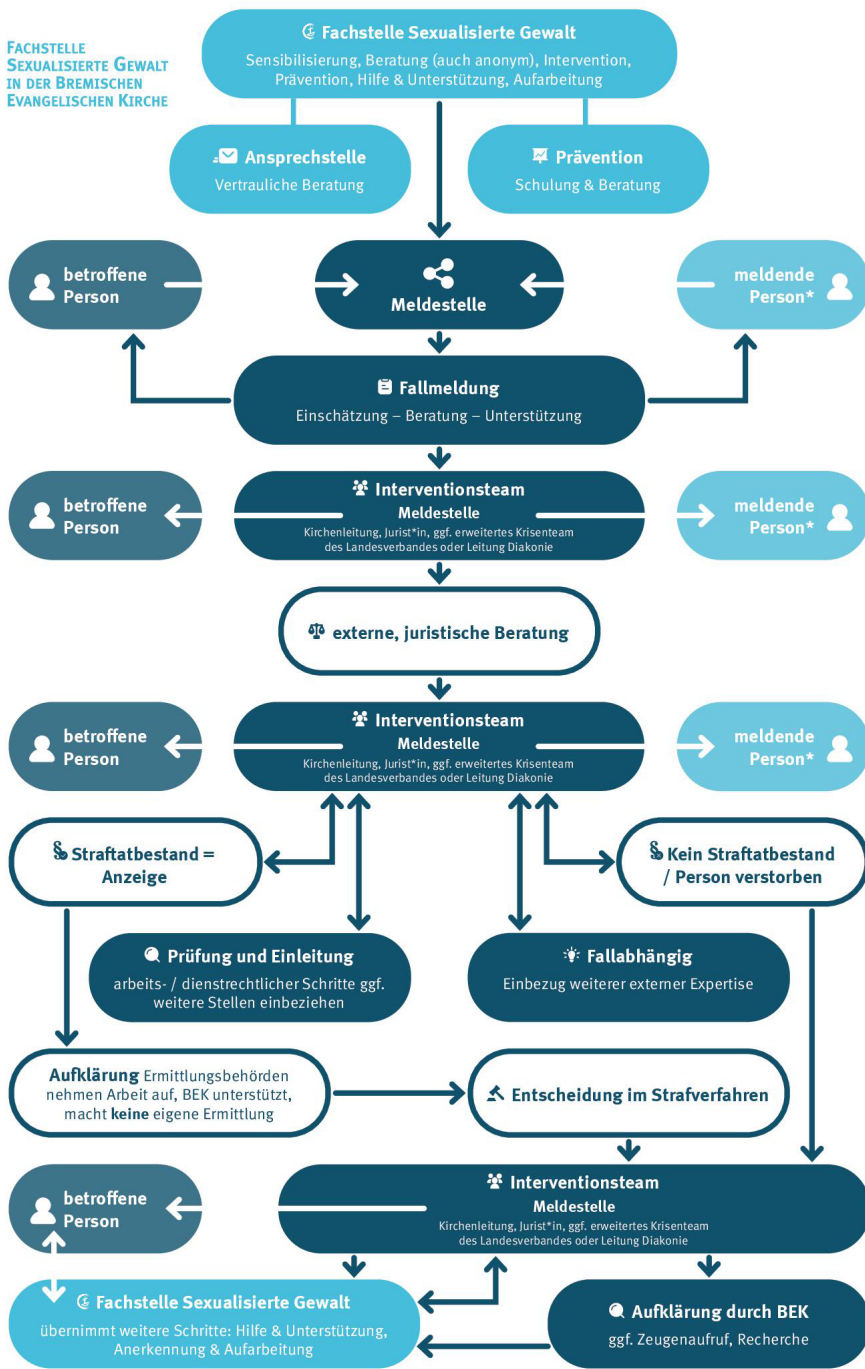 FACHSTELLE
SEXUALISIERTE GEWALT
IN DER BREMISCHEN
EVANGELISCHEN KIRCHE
Fachstelle Sexualisierte Gewalt
Sensibilisierung, Beratung (auch anonym), Intervention,
Prävention, Hilfe & Unterstützung, Aufarbeitung
Ansprechstelle
Vertrauliche Beratung
Prävention
Schulung & Beratung
betroffene
Person
Meldestelle
meldende
Person*
Fallmeldung
Einschätzung – Beratung – Unterstützung
betroffene
Person
Interventionsteam
Meldestelle
Kirchenleitung, Jurist*in, ggf. erweitertes Krisenteam
des Landesverbandes oder Leitung Diakonie
meldende
Person*
externe, juristische Beratung
betroffene
Person
Interventionsteam
Meldestelle
Kirchenleitung, Jurist*in, ggf. erweitertes Krisenteam
des Landesverbandes oder Leitung Diakonie
meldende
Person*
§ Straftatbestand =
Anzeige
§ Kein Straftatbestand
/ Person verstorben
Prüfung und Einleitung
arbeits- / dienstrechtlicher Schritte ggf.
weitere Stellen einbeziehen
Fallabhängig
Einbezug weiterer externer Expertise
Aufklärung Ermittlungsbehörden
nehmen Arbeit auf, BEK unterstützt,
macht keine eigene Ermittlung
Entscheidung im Strafverfahren
betroffene
Person
Interventionsteam
Meldestelle
Kirchenleitung, Jurist*in, ggf. erweitertes Krisenteam
des Landesverbandes oder Leitung Diakonie
Fachstelle Sexualisierte Gewalt
übernimmt weitere Schritte: Hilfe & Unterstützung,
Anerkennung & Aufarbeitung
Aufklärung durch BEK
ggf. Zeugenaufruf, Recherche